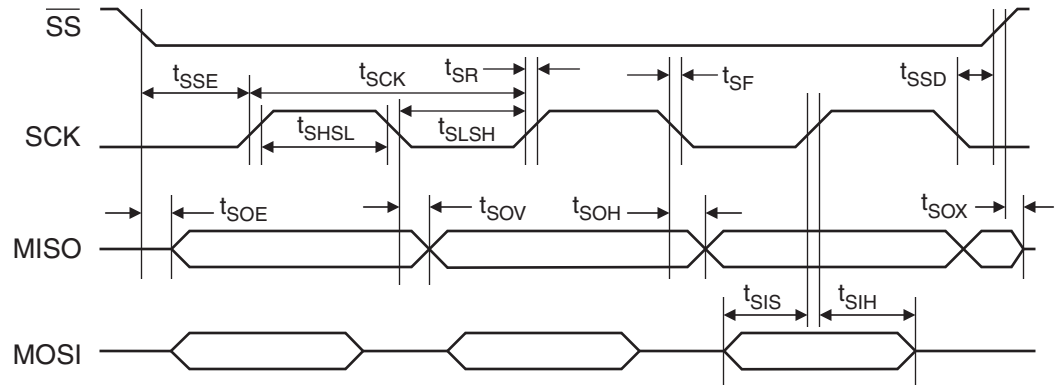 SS
tSSE
tSCK
tSR
tSF
tSSD
SCK
tSHSL
tSLSH
tSOE
tSOV
tSOH
tSOX
MISO
tSIS
tSIH
MOSI